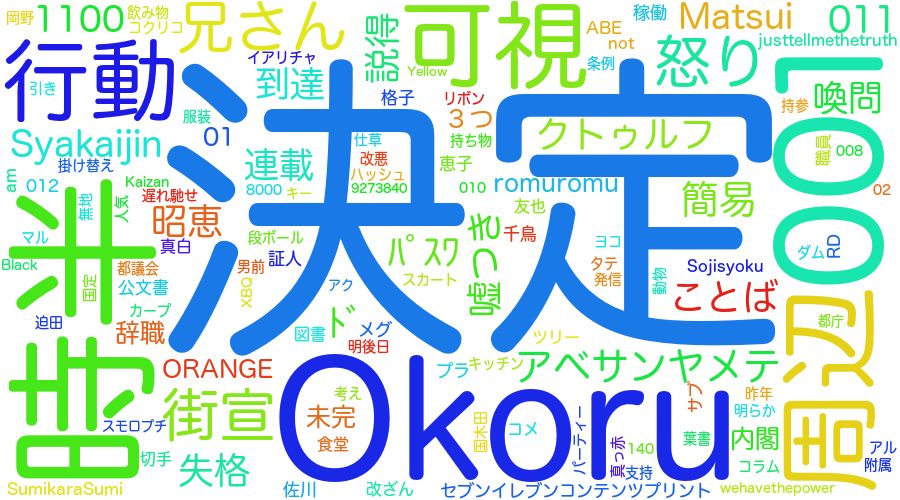 岡野 飲み物 コクリコ 兄さん 可視 稼働 Matsui 011
1100 ABE not justtellmethetruth
行動 イアリチャ 到達 説得 Yellow 条例 怒り 001
引き 服装 01 格子 リボン 3つ 持参 喚問
Syakaijin 連載 仕草 持ち物 クトゥルフ 職員 008
掛け替え 改悪 恵子
am 012 Kaizan 8000 ハッシュ 9273840 キー 010 romuromu 簡易 02
無地 人気 遅れ馳せ 決定 友也
米 昭恵 嘘つき 千鳥
マル 真白 段ボール 証人 パスワ ヨコ ダム RD
Black 国定 都議会 男前 スカート タテ 発信 動物 Sojisyoku
公文書 XBQ アク ことば 周辺
迫田 カープ 辞職 図書 ド メグ ツリー 都庁
時 明後日
ORANGE Okoru プラ キッチン アベサンヤメテ
街宣 考え サブ 昨年
スモロプチ 未完 国木田 コメ パーティー 明らか
食堂 真っ赤 140 葉書 内閣 アル
切手 失格 支持 コラム 附属
SumikaraSumi 佐川 改ざん セブンイレブンコンテンツプリント wehavethepower